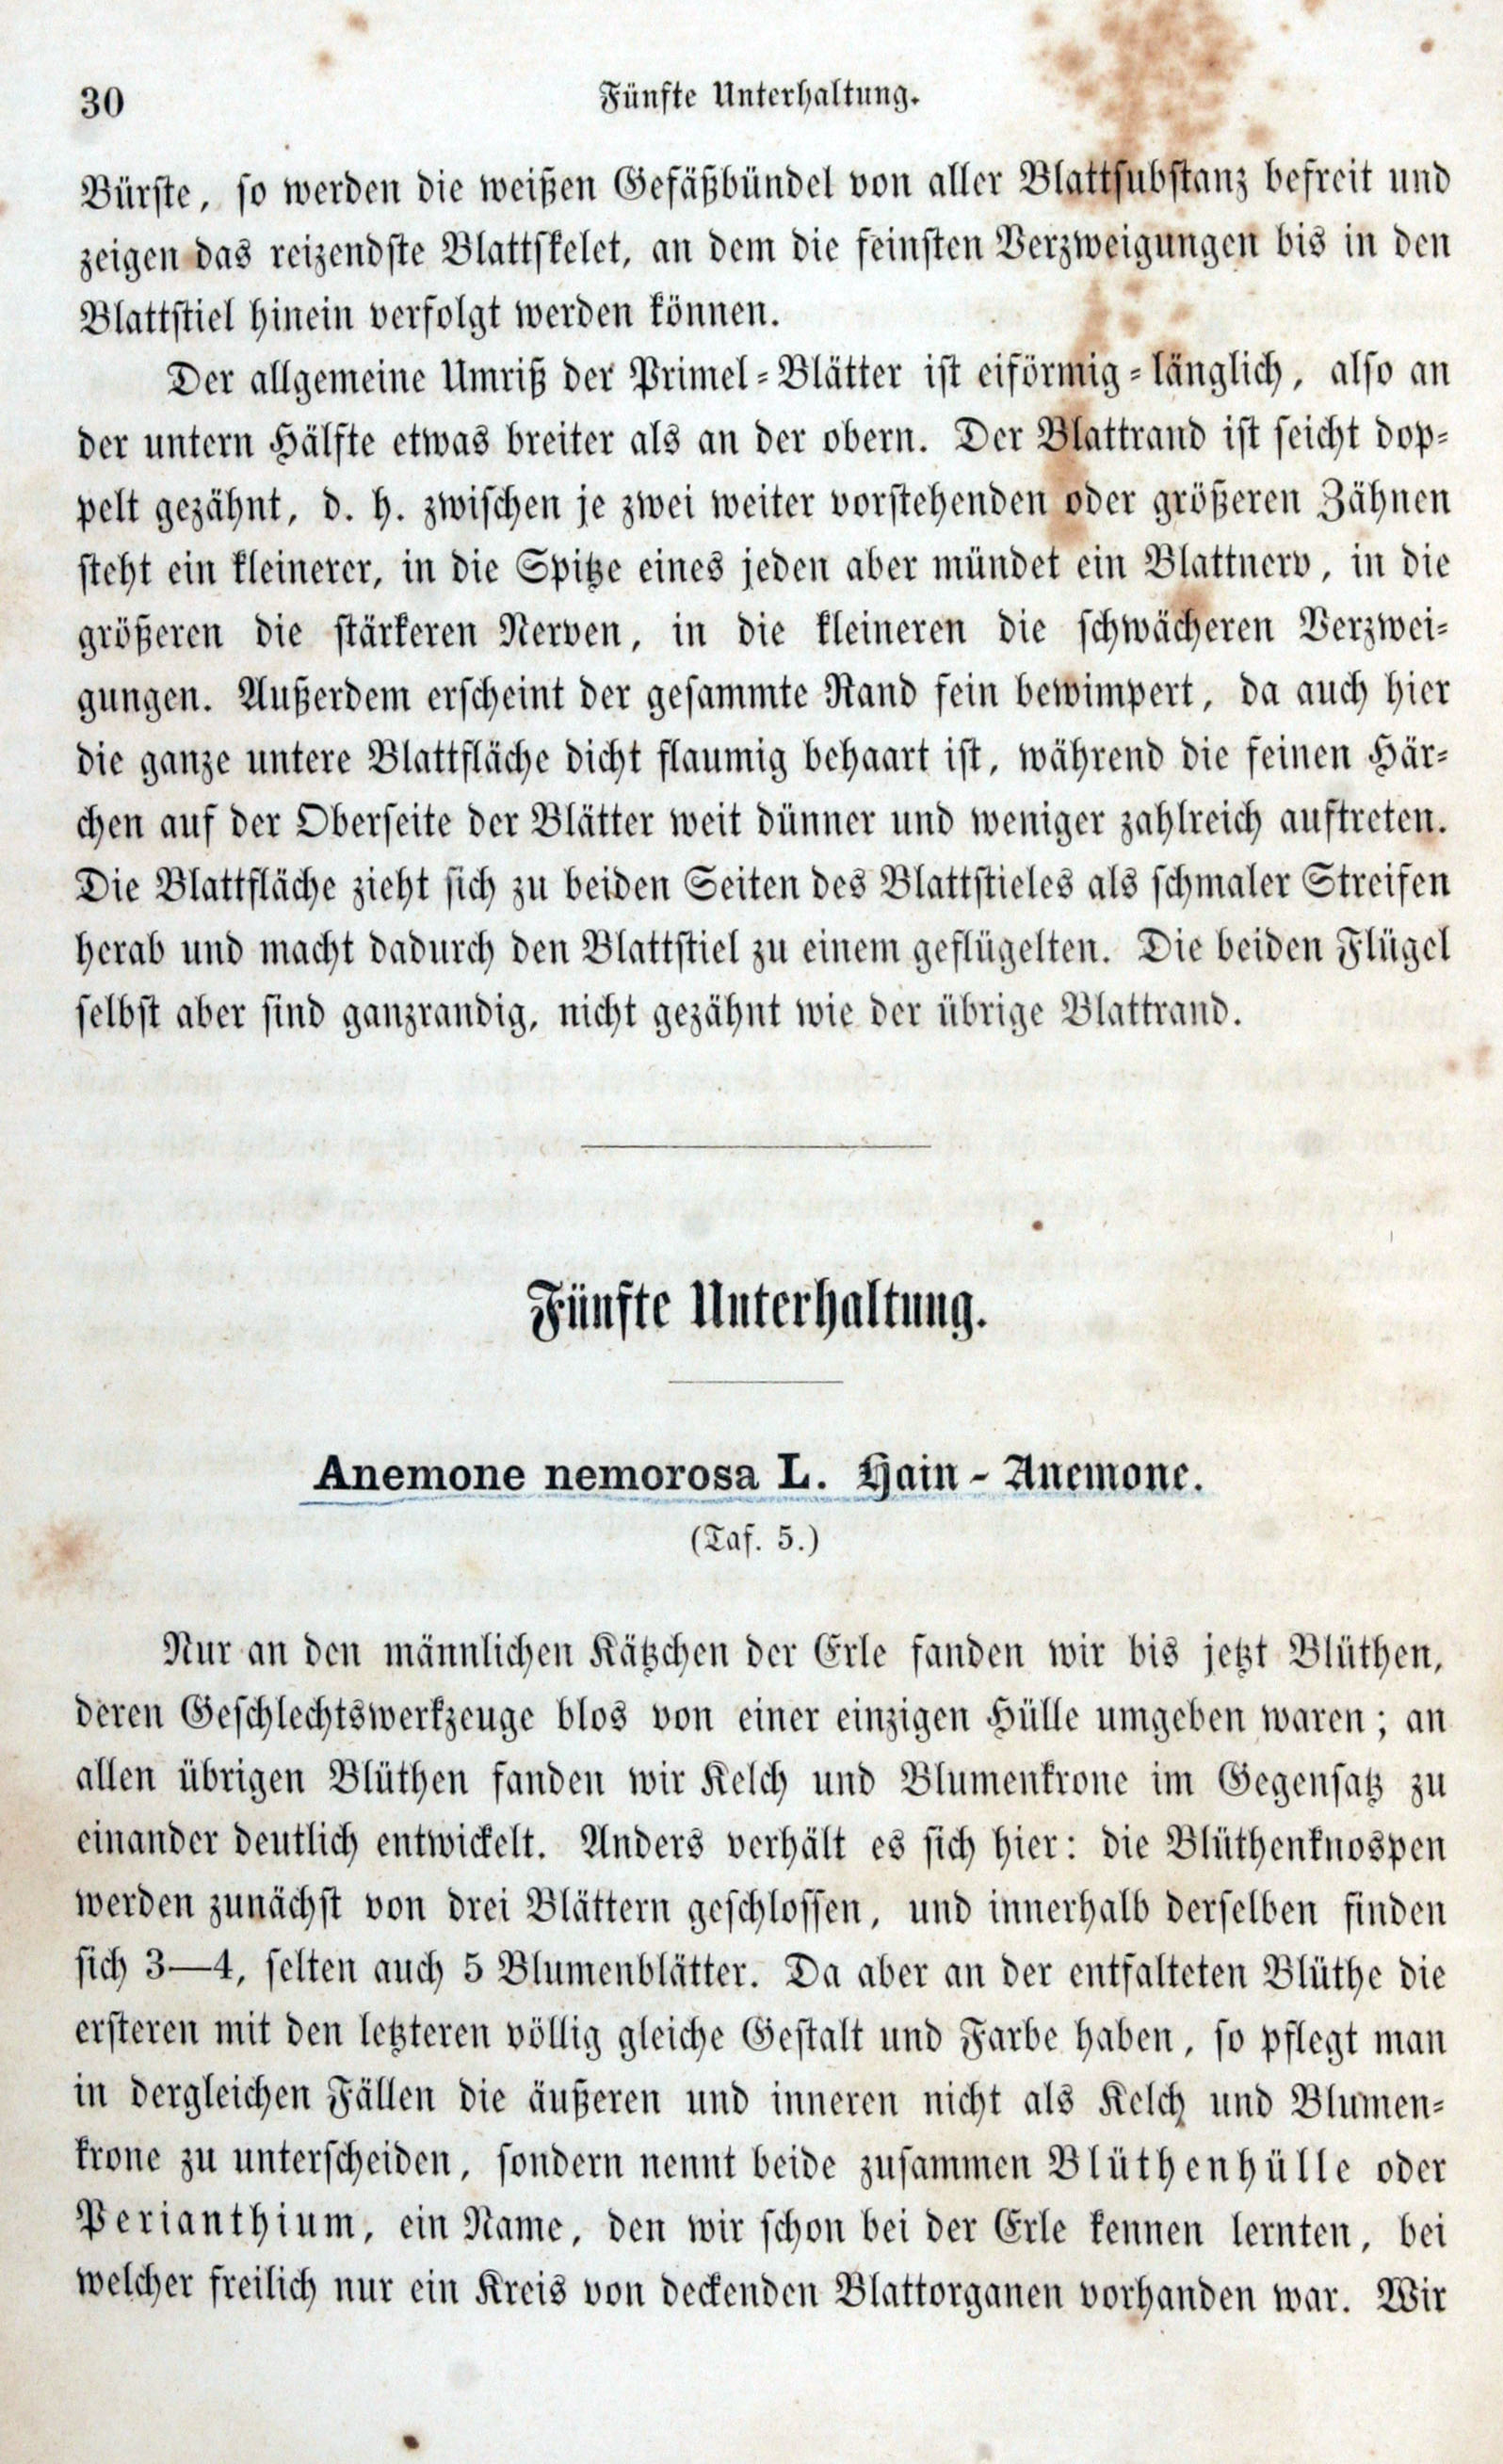 30
Fünfte Unterhaltung.
Bürste, so werden die weißen Gefäßbündel von aller Blattsubstanz befreit und
zeigen das reizendste Blattskelet, an dem die feinsten Verzweigungen bis in den
Blattstiel hinein verfolgt werden können.
Der allgemeine Umriß der Primel-Blätter ist eiförmig-länglich, also an
der untern Hälfte etwas breiter als an der obern. Der Blattrand ist seicht dop-
pelt gezähnt, d. h. zwischen je zwei weiter vorstehenden oder größeren Zähnen
steht ein kleinerer, in die Spitze eines jeden aber mündet ein Blattnerv, in die
größeren die stärkeren Nerven, in die kleineren die schwächeren Verzwei-
gungen. Außerdem erscheint der gesammte Rand fein bewimpert, da auch hier
die ganze untere Blattfläche dicht flaumig behaart ist, während die feinen Här-
chen auf der Oberseite der Blätter weit dünner und weniger zahlreich auftreten.
Die Blattfläche zieht sich zu beiden Seiten des Blattstieles als schmaler Streifen
herab und macht dadurch den Blattstiel zu einem geflügelten. Die beiden Flügel
selbst aber sind ganzrandig, nicht gezähnt wie der übrige Blattrand.
Fünfte Unterhaltung.
Anemone nemorosa L. Hain-Anemone.
(Taf. 5.)
Nur an den männlichen Kätzchen der Erle fanden wir bis jetzt Blüthen,
deren Geschlechtswerkzeuge blos von einer einzigen Hülle umgeben waren; an
allen übrigen Blüthen fanden wir Kelch und Blumenkrone im Gegensatz zu
einander deutlich entwickelt. Anders verhält es sich hier: die Blüthenknospen
werden zunächst von drei Blättern geschlossen, und innerhalb derselben finden
sich 3—4, selten auch 5 Blumenblätter. Da aber an der entfalteten Blüthe die
ersteren mit den letzteren völlig gleiche Gestalt und Farbe haben, so pflegt man
in dergleichen Fällen die äußeren und inneren nicht als Kelch und Blumen-
krone zu unterscheiden, sondern nennt beide zusammen Blüthenhülle oder
Perianthium, ein Name, den wir schon bei der Erle kennen lernten, bei
welcher freilich nur ein Kreis von deckenden Blattorganen vorhanden war. Wir